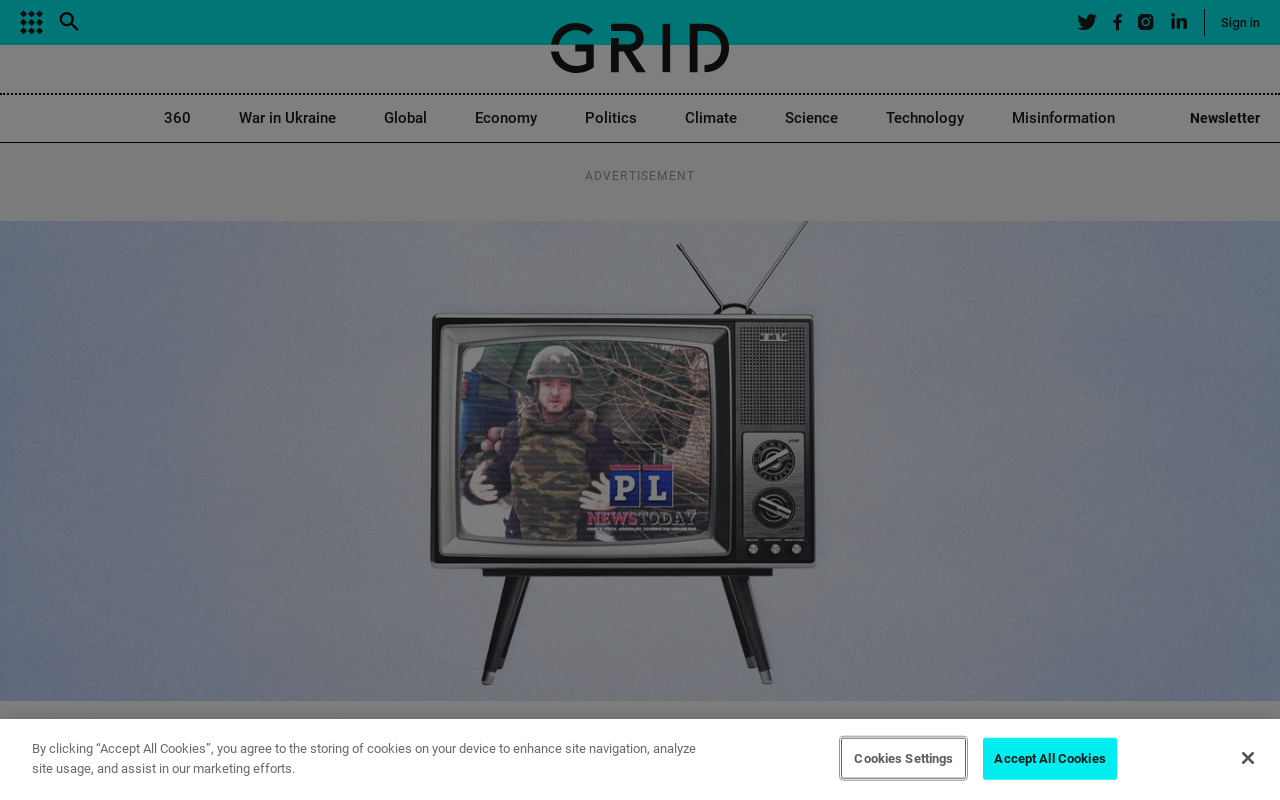 GRID
Sign in
360 War in Ukraine Global Economy Politics Climate Science Technology Misinformation Newsletter
ADVERTISEMENT
TV
VHF
PL
NEWSTODAY
By clicking “Accept All Cookies”, you agree to the storing of cookies on your device to enhance site navigation, analyze
site usage, and assist in our marketing efforts.
Cookies Settings
Accept All Cookies